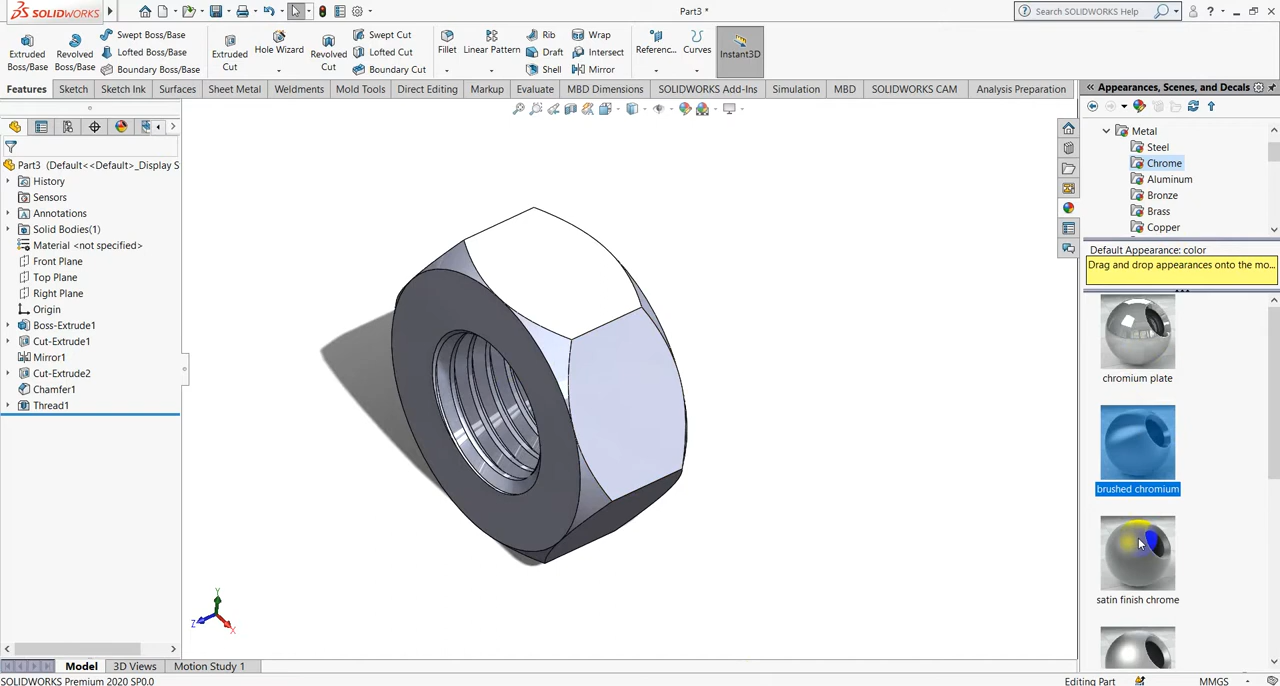 SOLIDWORKS
Part3 *
Search SOLIDWORKS Help
Extruded Boss/Base
Revolved Boss/Base
Swept Boss/Base
Lofted Boss/Base
Boundary Boss/Base
Extruded Cut
Hole Wizard
Revolved Cut
Swept Cut
Lofted Cut
Boundary Cut
Fillet
Linear Pattern
Rib
Draft
Shell
Wrap
Intersect
Mirror
Referenc...
Curves
Instant3D
Features
Sketch
Sketch Ink
Surfaces
Sheet Metal
Weldments
Mold Tools
Direct Editing
Markup
Evaluate
MBD Dimensions
SOLIDWORKS Add-Ins
Simulation
MBD
SOLIDWORKS CAM
Analysis Preparation
Part3 (Default<<Default>_Display S
History
Sensors
Annotations
Solid Bodies(1)
Material <not specified>
Front Plane
Top Plane
Right Plane
Origin
Boss-Extrude1
Cut-Extrude1
Mirror1
Cut-Extrude2
Chamfer1
Thread1
Y
Z
X
Appearances, Scenes, and Decals
Metal
Steel
Chrome
Aluminum
Bronze
Brass
Copper
Default Appearance: color
Drag and drop appearances onto the mo...
chromium plate
brushed chromium
satin finish chrome
Model
3D Views
Motion Study 1
SOLIDWORKS Premium 2020 SP0.0
Editing Part
MMGS